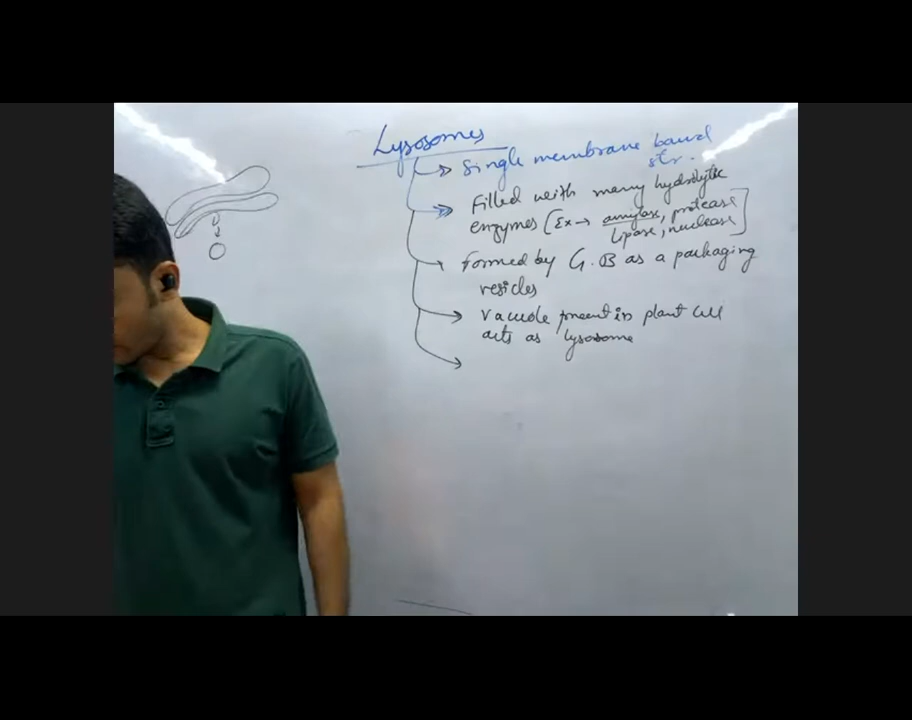 Lysosomes
Single membrane bound
str.
Filled with many hydrolytic
enzymes [Ex → amylase, protease
lipase, nuclease]
Formed by G.B as a packaging
vesicles
Vacuole present in plant cell
acts as lysosome